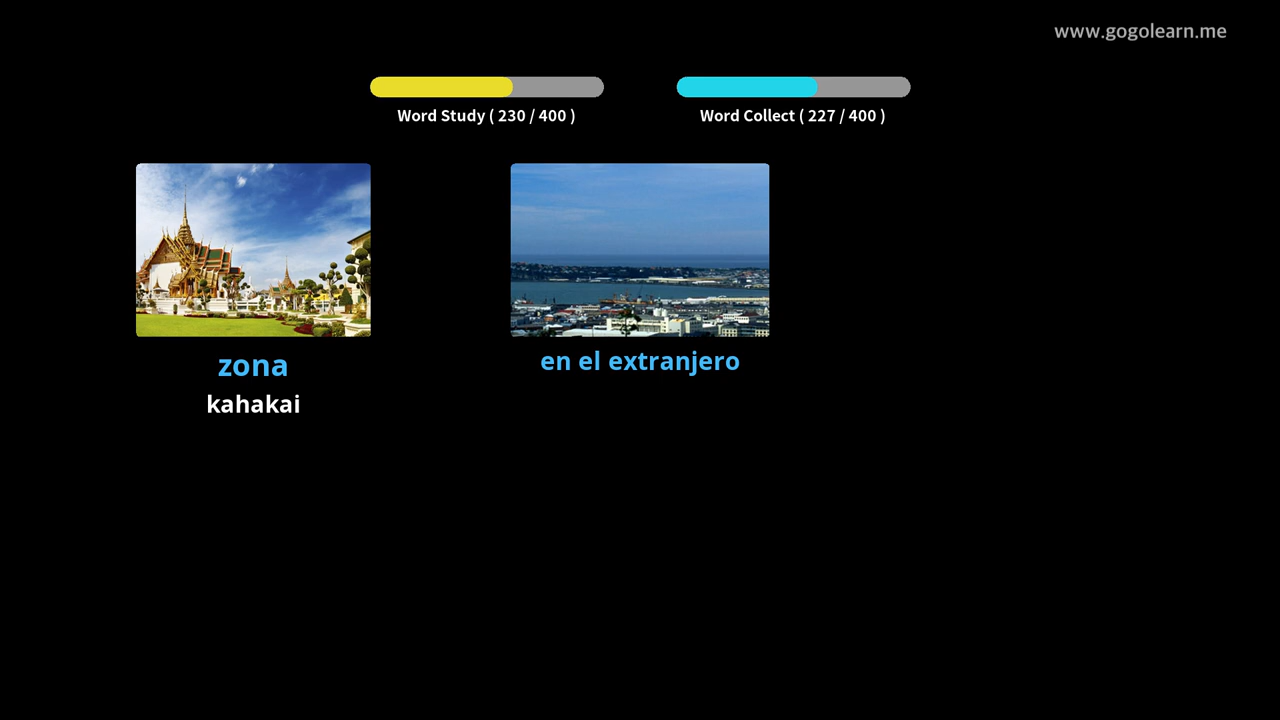 www.gogolearn.me
Word Study ( 230 / 400 )
Word Collect ( 227 / 400 )
zona
kahakai
en el extranjero